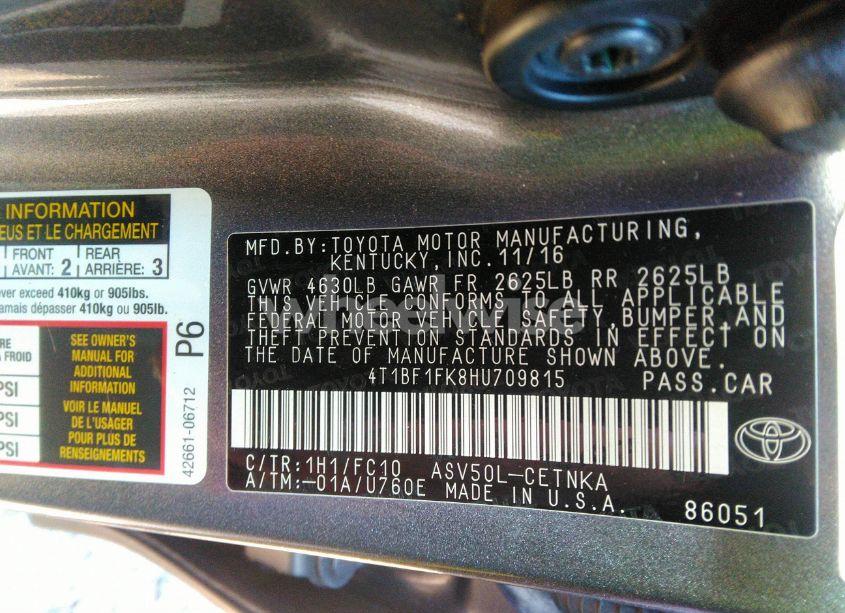 INFORMATION
EUS ET LE CHARGEMENT
FRONT
AVANT: 2
REAR
ARRIÈRE: 3
ver exceed 410kg or 905lbs.
jamais dépasser 410kg ou 905lb.
RE
A FROID
PSI
PSI
SEE OWNER'S
MANUAL FOR
ADDITIONAL
INFORMATION
VOIR LE MANUEL
DE L'USAGER
POUR PLUS DE
RENSEIGNEMENTS
P6
42661-06712
MFD.BY:TOYOTA MOTOR MANUFACTURING,
KENTUCKY, INC.11/16
GVWR 4630LB GAWR FR 2625LB RR 2625LB
THIS VEHICLE CONFORMS TO ALL APPLICABLE
FEDERAL MOTOR VEHICLE SAFETY,BUMPER,AND
THEFT PREVENTION STANDARDS IN EFFECT ON
THE DATE OF MANUFACTURE SHOWN ABOVE.
4T1BF1FK8HU709815 PASS.CAR
C/TR:1H1/FC10 ASV50L-CETNKA
A/TM:-01A/U760E MADE IN U.S.A.
86051